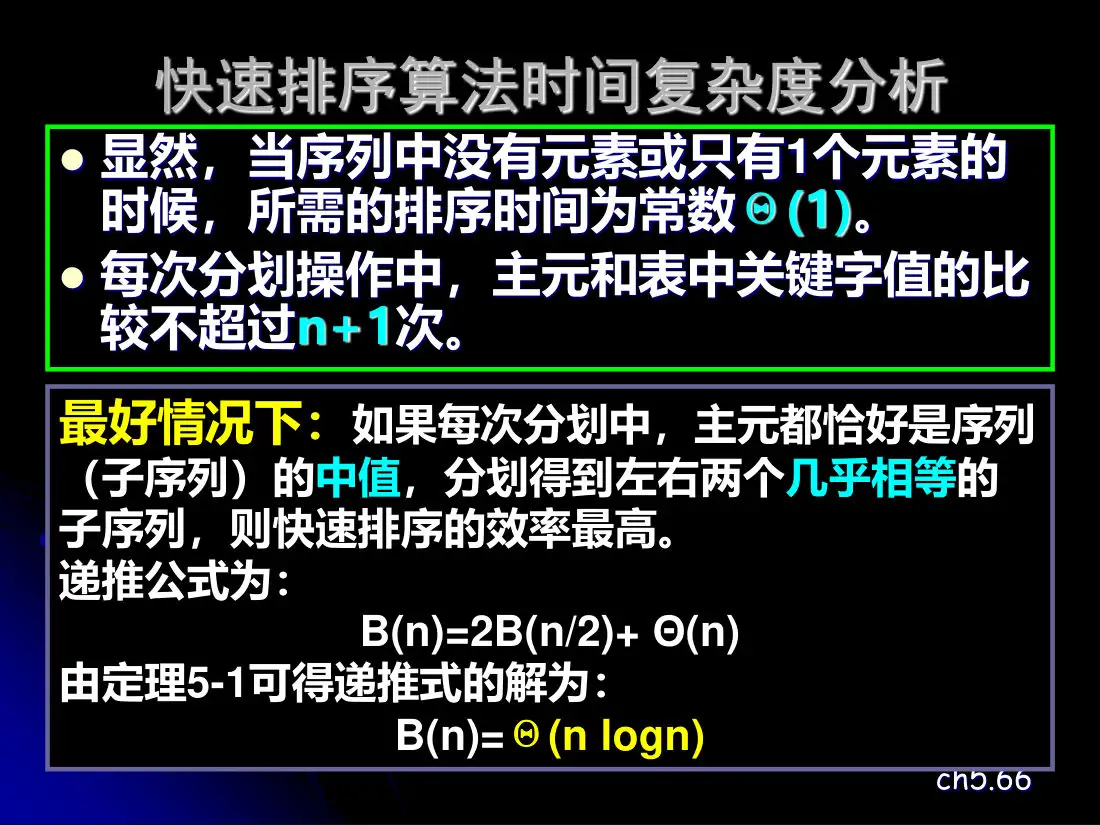 快速排序算法时间复杂度分析
● 显然，当序列中没有元素或只有1个元素的
时候，所需的排序时间为常数Θ(1)。
● 每次分划操作中，主元和表中关键字值的比
较不超过n+1次。
最好情况下：如果每次分划中，主元都恰好是序列
（子序列）的中值，分划得到左右两个几乎相等的
子序列，则快速排序的效率最高。
递推公式为：
B(n)=2B(n/2)+ Θ(n)
由定理5-1可得递推式的解为：
B(n)=Θ(n logn)
ch5.66